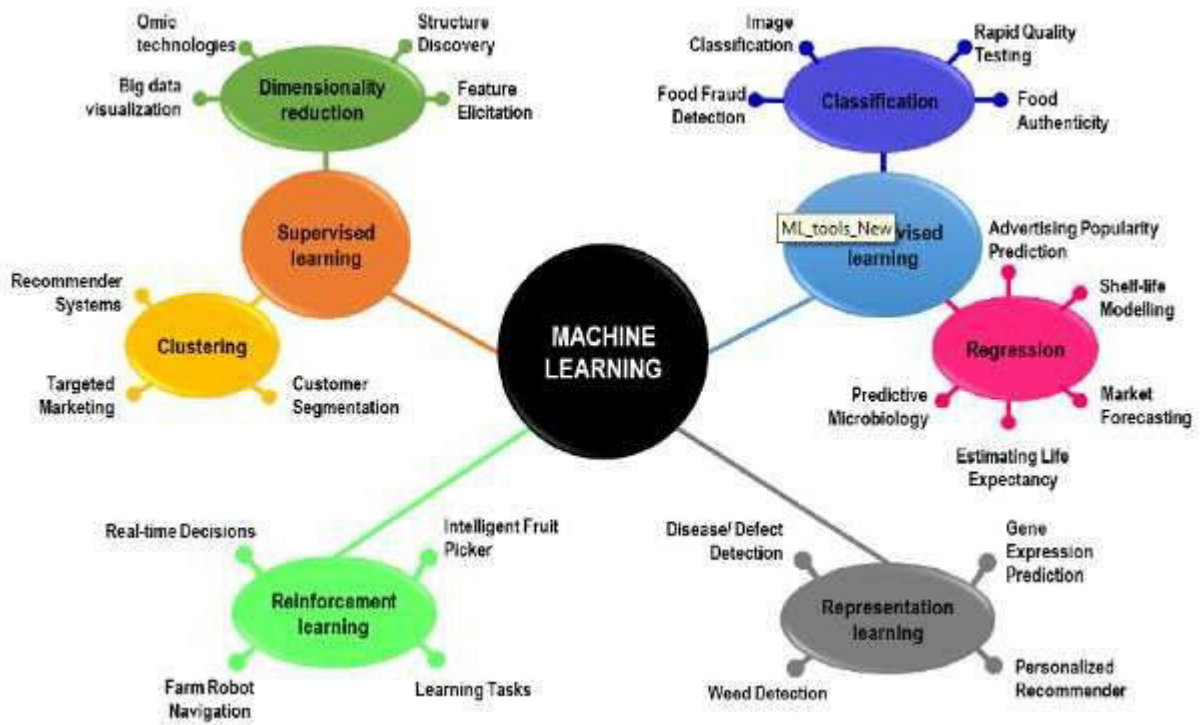 Omic
technologies
Structure
Discovery
Big data
visualization
Dimensionality
reduction
Feature
Elicitation
Image
Classification
Rapid Quality
Testing
Food Fraud
Detection
Classification
Food
Authenticity
Supervised
learning
ML_tools_New
vised
learning
Advertising Popularity
Prediction
Recommender
Systems
Shelf-life
Modelling
Clustering
MACHINE
LEARNING
Regression
Targeted
Marketing
Customer
Segmentation
Predictive
Microbiology
Market
Forecasting
Estimating Life
Expectancy
Real-time Decisions
Intelligent Fruit
Picker
Disease/ Defect
Detection
Gene
Expression
Prediction
Reinforcement
learning
Representation
learning
Farm Robot
Navigation
Learning Tasks
Weed Detection
Personalized
Recommender